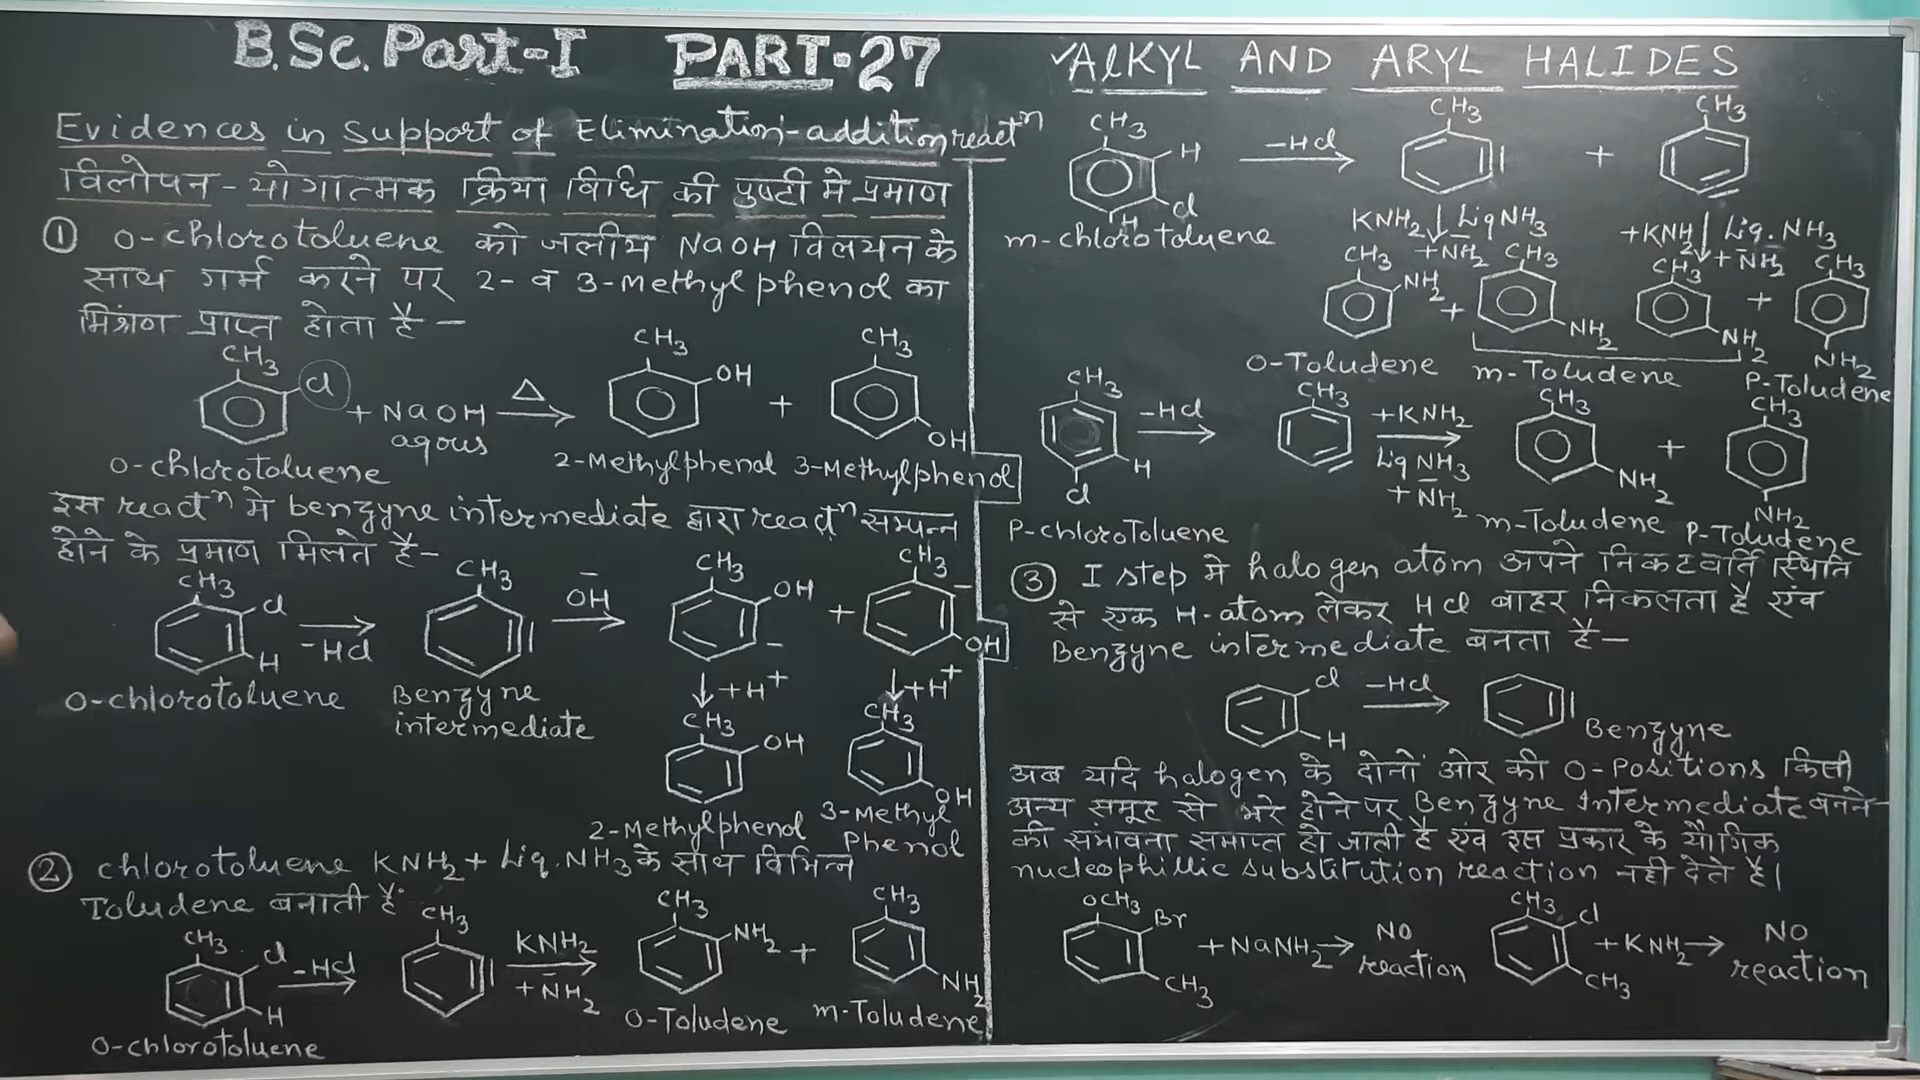 B.Sc. Part-I PART-27
Evidences in support of Elimination-addition reactⁿ
विलोपन-योगात्मक क्रिया विधि की पुष्टी मे प्रमाण
① o-chlorotoluene को जलीय NaOH विलयन के
साथ गर्म करने पर 2- व 3-Methyl phenol का
मिश्रण प्राप्त होता है -
CH₃ CH₃ CH₃
Cl OH
+ NaOH △ +
aqous OH
o-chlorotoluene 2-Methylphenol 3-Methylphenol
इस reactⁿ मे benzyne intermediate द्वारा reactⁿ सम्पन्न
होने के प्रमाण मिलते है-
CH₃ CH₃ CH₃ CH₃
Cl ŌH OH - +
H -HCl - OH
o-chlorotoluene Benzyne ↓+H⁺ ↓+H⁺
intermediate CH₃ CH₃
OH OH
2-Methylphenol 3-Methyl
Phenol
② chlorotoluene KNH₂ + Liq. NH₃ के साथ विभिन्न
Toludene बनाती है
CH₃ CH₃ CH₃ CH₃
Cl -HCl KNH₂ NH₂ +
H + N̄H₂ NH₂
o-chlorotoluene o-Toludene m-Toludene
✓ALKYL AND ARYL HALIDES
CH₃ CH₃ CH₃
H -HCl +
Cl
H
m-chlorotoluene KNH₂ ↓ Liq NH₃ +KNH₂ ↓ Liq. NH₃
+ N̄H₂ + N̄H₂
CH₃ CH₃ CH₃ CH₃
NH₂ + NH₂ NH₂ + NH₂
o-Toludene m-Toludene P-Toludene
CH₃ CH₃ CH₃ CH₃
-HCl +KNH₂ +
H Liq NH₃ NH₂
Cl + N̄H₂ NH₂
P-chloroToluene m-Toludene P-Toludene
③ I step मे halogen atom अपने निकटवर्ति स्थिति
से एक H-atom लेकर HCl बाहर निकलता है एंव
Benzyne intermediate बनता है-
Cl -HCl
H Benzyne
अब यदि halogen के दोनों ओर की O-Positions किसी
अन्य समूह से भरे होने पर Benzyne Intermediate बनने
की संभावना समाप्त हो जाती है एंव इस प्रकार के यौगिक
nucleophillic substitution reaction नही देते है।
OCH₃ CH₃
Br + NaNH₂ → NO Cl + KNH₂ → NO
CH₃ reaction CH₃ reaction